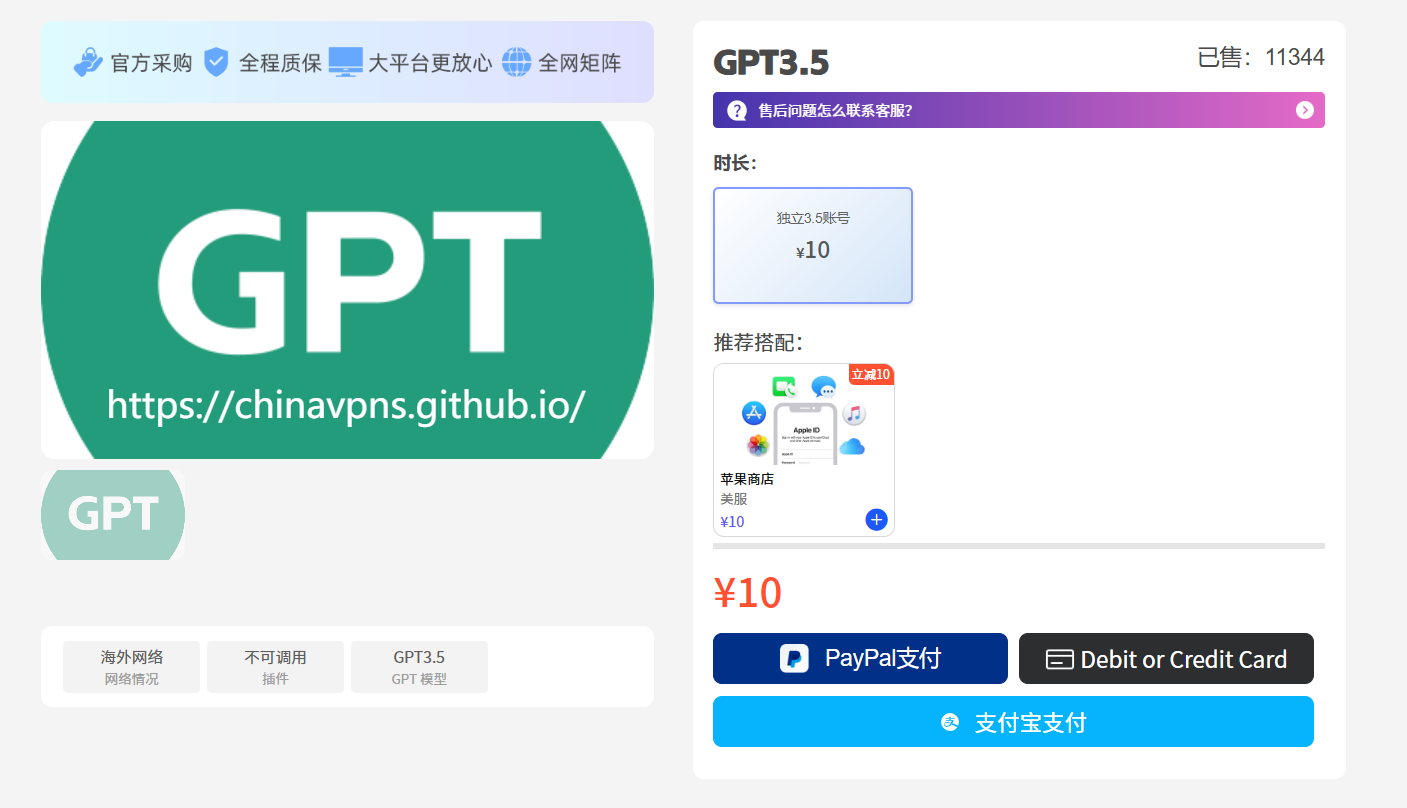 官方采购 全程质保 大平台更放心 全网矩阵
GPT
https://chinavpns.github.io/
GPT
海外网络
网络情况
不可调用
插件
GPT3.5
GPT 模型
GPT3.5
已售：11344
售后问题怎么联系客服?
时长：
独立3.5账号
¥10
推荐搭配：
立减10
Apple ID
苹果商店
美服
¥10
¥10
PayPal支付
Debit or Credit Card
支付宝支付